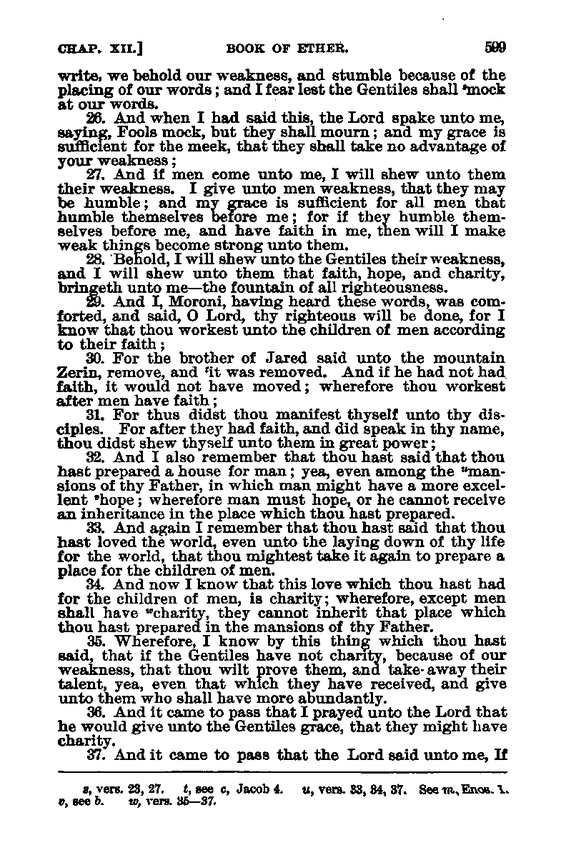 CHAP. XII.] BOOK OF ETHER. 599
write, we behold our weakness, and stumble because of the
placing of our words; and I fear lest the Gentiles shall *mock
at our words.
26. And when I had said this, the Lord spake unto me,
saying, Fools mock, but they shall mourn; and my grace is
sufficient for the meek, that they shall take no advantage of
your weakness;
27. And if men come unto me, I will shew unto them
their weakness. I give unto men weakness, that they may
be humble; and my grace is sufficient for all men that
humble themselves before me; for if they humble them-
selves before me, and have faith in me, then will I make
weak things become strong unto them.
28. Behold, I will shew unto the Gentiles their weakness,
and I will shew unto them that faith, hope, and charity,
bringeth unto me—the fountain of all righteousness.
29. And I, Moroni, having heard these words, was com-
forted, and said, O Lord, thy righteous will be done, for I
know that thou workest unto the children of men according
to their faith;
30. For the brother of Jared said unto the mountain
Zerin, remove, and ᵗit was removed. And if he had not had
faith, it would not have moved; wherefore thou workest
after men have faith;
31. For thus didst thou manifest thyself unto thy dis-
ciples. For after they had faith, and did speak in thy name,
thou didst shew thyself unto them in great power;
32. And I also remember that thou hast said that thou
hast prepared a house for man; yea, even among the ᵘman-
sions of thy Father, in which man might have a more excel-
lent ᵛhope; wherefore man must hope, or he cannot receive
an inheritance in the place which thou hast prepared.
33. And again I remember that thou hast said that thou
hast loved the world, even unto the laying down of thy life
for the world, that thou mightest take it again to prepare a
place for the children of men.
34. And now I know that this love which thou hast had
for the children of men, is charity; wherefore, except men
shall have ʷcharity, they cannot inherit that place which
thou hast prepared in the mansions of thy Father.
35. Wherefore, I know by this thing which thou hast
said, that if the Gentiles have not charity, because of our
weakness, that thou wilt prove them, and take away their
talent, yea, even that which they have received, and give
unto them who shall have more abundantly.
36. And it came to pass that I prayed unto the Lord that
he would give unto the Gentiles grace, that they might have
charity.
37. And it came to pass that the Lord said unto me, If
s, vers. 23, 27. t, see c, Jacob 4. u, vers. 33, 34, 37. See m, Enos. 1.
v, see b. w, vers. 35—37.